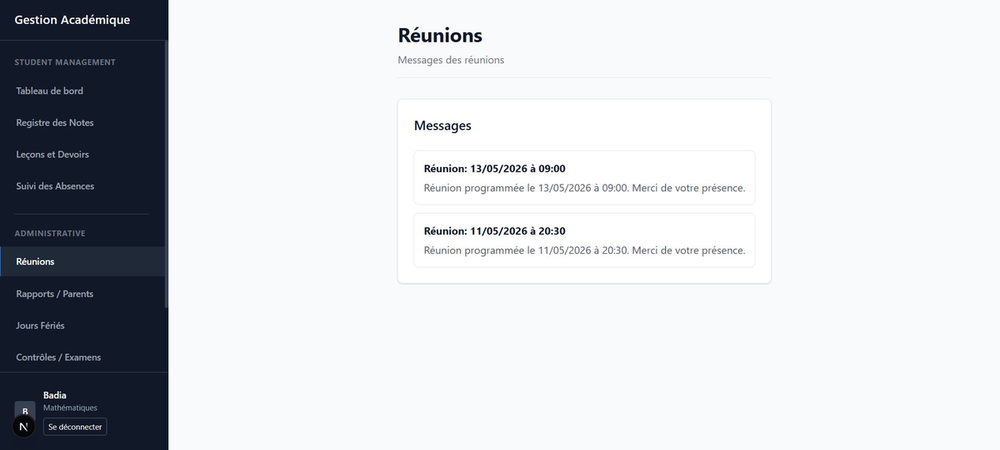 Gestion Académique
STUDENT MANAGEMENT
Tableau de bord
Registre des Notes
Leçons et Devoirs
Suivi des Absences
ADMINISTRATIVE
Réunions
Rapports / Parents
Jours Fériés
Contrôles / Examens
B
N
Badia
Mathématiques
Se déconnecter
Réunions
Messages des réunions
Messages
Réunion: 13/05/2026 à 09:00
Réunion programmée le 13/05/2026 à 09:00. Merci de votre présence.
Réunion: 11/05/2026 à 20:30
Réunion programmée le 11/05/2026 à 20:30. Merci de votre présence.